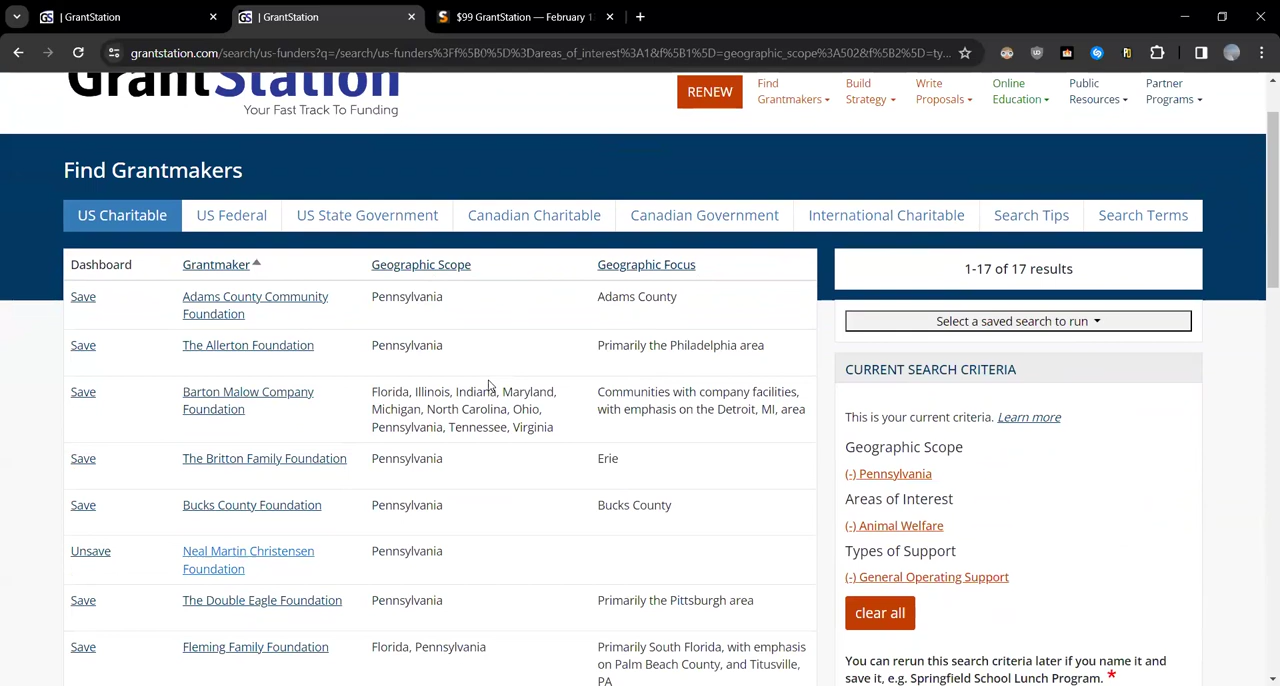 | GrantStation
| GrantStation
$99 GrantStation — February 1
grantstation.com/search/us-funders?q=/search/us-funders%3Ff%5B0%5D%3Dareas_of_interest%3A1&f%5B1%5D=geographic_scope%3A502&f%5B2%5D=ty...
GrantStation
Your Fast Track To Funding
RENEW
Find Grantmakers
Build Strategy
Write Proposals
Online Education
Public Resources
Partner Programs
Find Grantmakers
US Charitable
US Federal
US State Government
Canadian Charitable
Canadian Government
International Charitable
Search Tips
Search Terms
Dashboard Grantmaker Geographic Scope Geographic Focus
Save Adams County Community Pennsylvania Adams County
Foundation
Save The Allerton Foundation Pennsylvania Primarily the Philadelphia area
Save Barton Malow Company Florida, Illinois, Indiana, Maryland, Communities with company facilities,
Foundation Michigan, North Carolina, Ohio, with emphasis on the Detroit, MI, area
Pennsylvania, Tennessee, Virginia
Save The Britton Family Foundation Pennsylvania Erie
Save Bucks County Foundation Pennsylvania Bucks County
Unsave Neal Martin Christensen Pennsylvania
Foundation
Save The Double Eagle Foundation Pennsylvania Primarily the Pittsburgh area
Save Fleming Family Foundation Florida, Pennsylvania Primarily South Florida, with emphasis
on Palm Beach County, and Titusville,
PA
1-17 of 17 results
Select a saved search to run
CURRENT SEARCH CRITERIA
This is your current criteria. Learn more
Geographic Scope
(-) Pennsylvania
Areas of Interest
(-) Animal Welfare
Types of Support
(-) General Operating Support
clear all
You can rerun this search criteria later if you name it and
save it, e.g. Springfield School Lunch Program. *